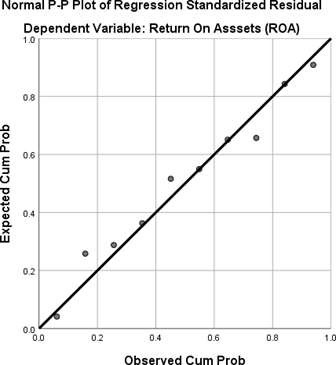 Normal P-P Plot of Regression Standardized Residual
Dependent Variable: Return On Asssets (ROA)
Expected Cum Prob
1.0
0.8
0.6
0.4
0.2
0.0
0.0 0.2 0.4 0.6 0.8 1.0
Observed Cum Prob